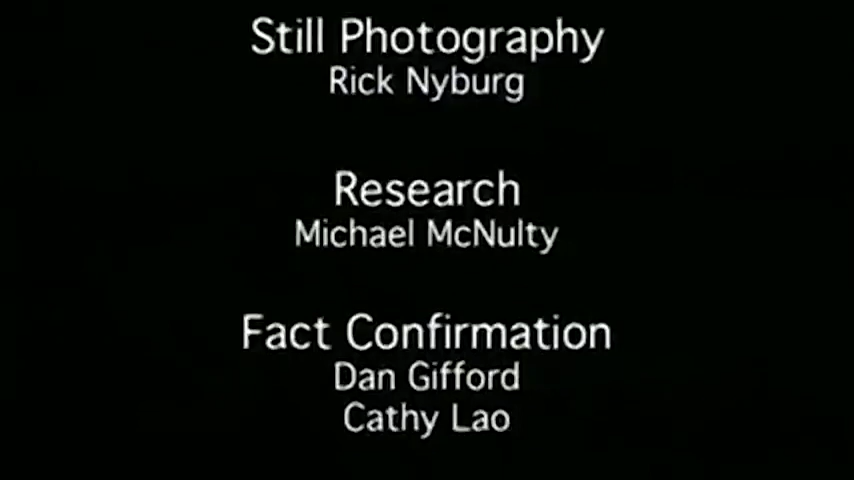 Still Photography
Rick Nyburg
Research
Michael McNulty
Fact Confirmation
Dan Gifford
Cathy Lao